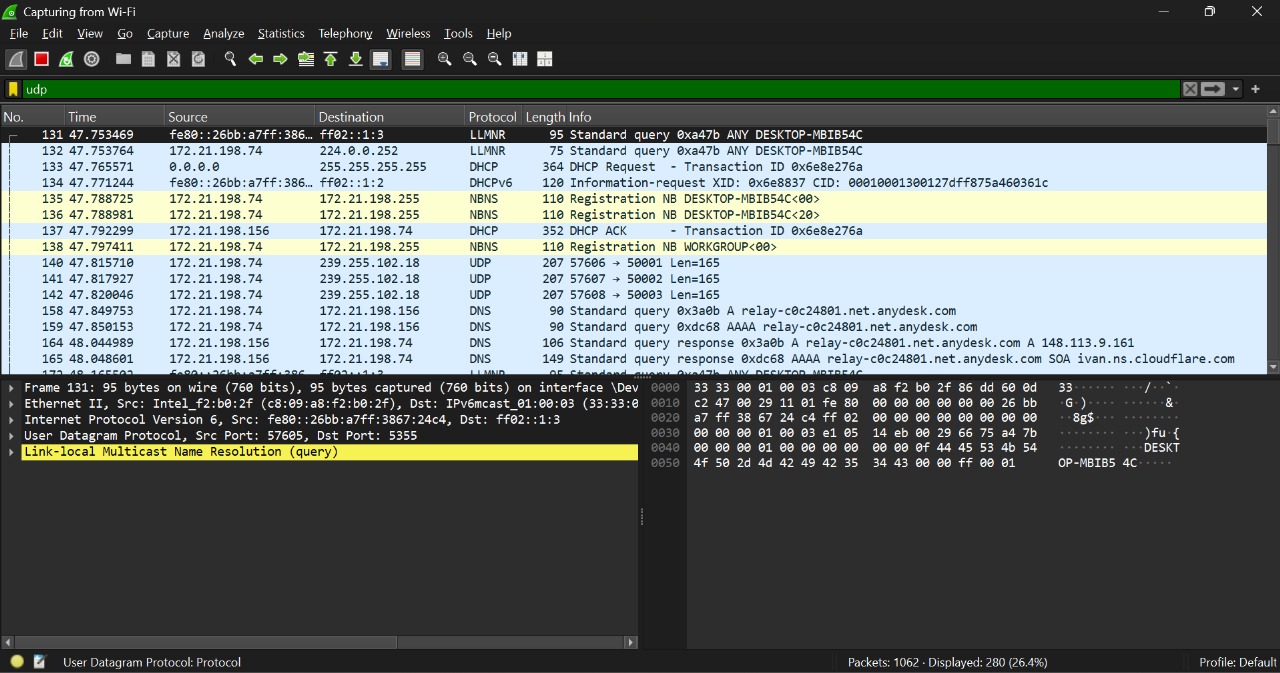 Capturing from Wi-Fi
File Edit View Go Capture Analyze Statistics Telephony Wireless Tools Help
udp
No. Time Source Destination Protocol Length Info
131 47.753469 fe80::26bb:a7ff:386… ff02::1:3 LLMNR 95 Standard query 0xa47b ANY DESKTOP-MBIB54C
132 47.753764 172.21.198.74 224.0.0.252 LLMNR 75 Standard query 0xa47b ANY DESKTOP-MBIB54C
133 47.765571 0.0.0.0 255.255.255.255 DHCP 364 DHCP Request - Transaction ID 0x6e8e276a
134 47.771244 fe80::26bb:a7ff:386… ff02::1:2 DHCPv6 120 Information-request XID: 0x6e8837 CID: 00010001300127dff875a460361c
135 47.788725 172.21.198.74 172.21.198.255 NBNS 110 Registration NB DESKTOP-MBIB54C<00>
136 47.788981 172.21.198.74 172.21.198.255 NBNS 110 Registration NB DESKTOP-MBIB54C<20>
137 47.792299 172.21.198.156 172.21.198.74 DHCP 352 DHCP ACK - Transaction ID 0x6e8e276a
138 47.797411 172.21.198.74 172.21.198.255 NBNS 110 Registration NB WORKGROUP<00>
140 47.815710 172.21.198.74 239.255.102.18 UDP 207 57606 → 50001 Len=165
141 47.817927 172.21.198.74 239.255.102.18 UDP 207 57607 → 50002 Len=165
142 47.820046 172.21.198.74 239.255.102.18 UDP 207 57608 → 50003 Len=165
158 47.849753 172.21.198.74 172.21.198.156 DNS 90 Standard query 0x3a0b A relay-c0c24801.net.anydesk.com
159 47.850153 172.21.198.74 172.21.198.156 DNS 90 Standard query 0xdc68 AAAA relay-c0c24801.net.anydesk.com
164 48.044989 172.21.198.156 172.21.198.74 DNS 106 Standard query response 0x3a0b A relay-c0c24801.net.anydesk.com A 148.113.9.161
165 48.048601 172.21.198.156 172.21.198.74 DNS 149 Standard query response 0xdc68 AAAA relay-c0c24801.net.anydesk.com SOA ivan.ns.cloudflare.com
Frame 131: 95 bytes on wire (760 bits), 95 bytes captured (760 bits) on interface \Dev
Ethernet II, Src: Intel_f2:b0:2f (c8:09:a8:f2:b0:2f), Dst: IPv6mcast_01:00:03 (33:33:0
Internet Protocol Version 6, Src: fe80::26bb:a7ff:3867:24c4, Dst: ff02::1:3
User Datagram Protocol, Src Port: 57605, Dst Port: 5355
Link-local Multicast Name Resolution (query)
0000 33 33 00 01 00 03 c8 09 a8 f2 b0 2f 86 dd 60 0d 33······ ···/··`·
0010 c2 47 00 29 11 01 fe 80 00 00 00 00 00 00 26 bb ·G·)···· ······&·
0020 a7 ff 38 67 24 c4 ff 02 00 00 00 00 00 00 00 00 ··8g$··· ········
0030 00 00 00 01 00 03 e1 05 14 eb 00 29 66 75 a4 7b ········ ···)fu·{
0040 00 00 00 01 00 00 00 00 00 00 0f 44 45 53 4b 54 ········ ···DESKT
0050 4f 50 2d 4d 42 49 42 35 34 43 00 00 ff 00 01 OP-MBIB5 4C·····
User Datagram Protocol: Protocol
Packets: 1062 · Displayed: 280 (26.4%)
Profile: Default